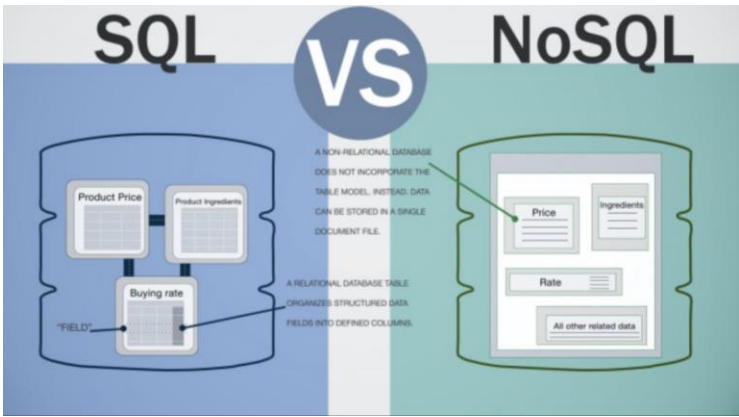 SQL
VS
NoSQL
A NON-RELATIONAL DATABASE
DOES NOT INCORPORATE THE
TABLE MODEL. INSTEAD, DATA
CAN BE STORED IN A SINGLE
DOCUMENT FILE.
Product Price
Product Ingredients
Buying rate
"FIELD"
A RELATIONAL DATABASE TABLE
ORGANIZES STRUCTURED DATA
FIELDS INTO DEFINED COLUMNS.
Price
Ingredients
Rate
All other related data